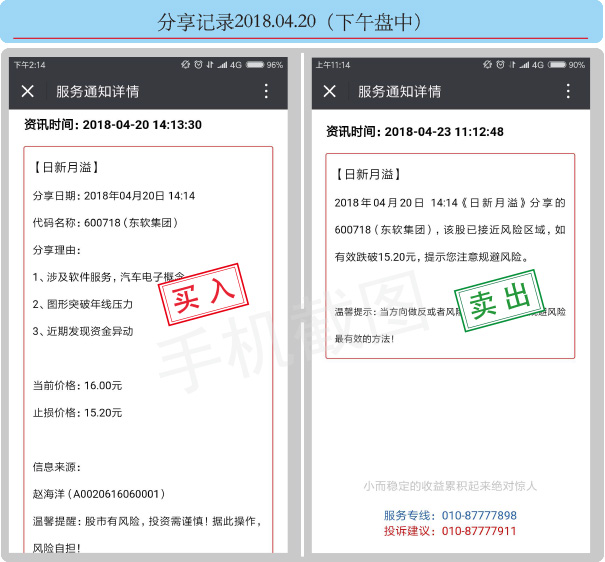 分享记录2018.04.20（下午盘中）
下午2:14
4G
96%
服务通知详情
资讯时间：2018-04-20 14:13:30
【日新月溢】
分享日期：2018年04月20日 14:14
代码名称：600718（东软集团）
分享理由：
1、涉及软件服务，汽车电子概念
2、图形突破年线压力
3、近期发现资金异动
买入
当前价格：16.00元
止损价格：15.20元
信息来源：
赵海洋（A0020616060001）
温馨提醒：股市有风险，投资需谨慎！据此操作，
风险自担！
上午11:14
4G
90%
服务通知详情
资讯时间：2018-04-23 11:12:48
【日新月溢】
2018年04月20日 14:14《日新月溢》分享的
600718（东软集团），该股已接近风险区域，如
有效跌破15.20元，提示您注意规避风险。
卖出
温馨提示：当方向做反或者风险 规避风险
最有效的方法！
小而稳定的收益累积起来绝对惊人
服务专线：010-87777898
投诉建议：010-87777911
手机截图